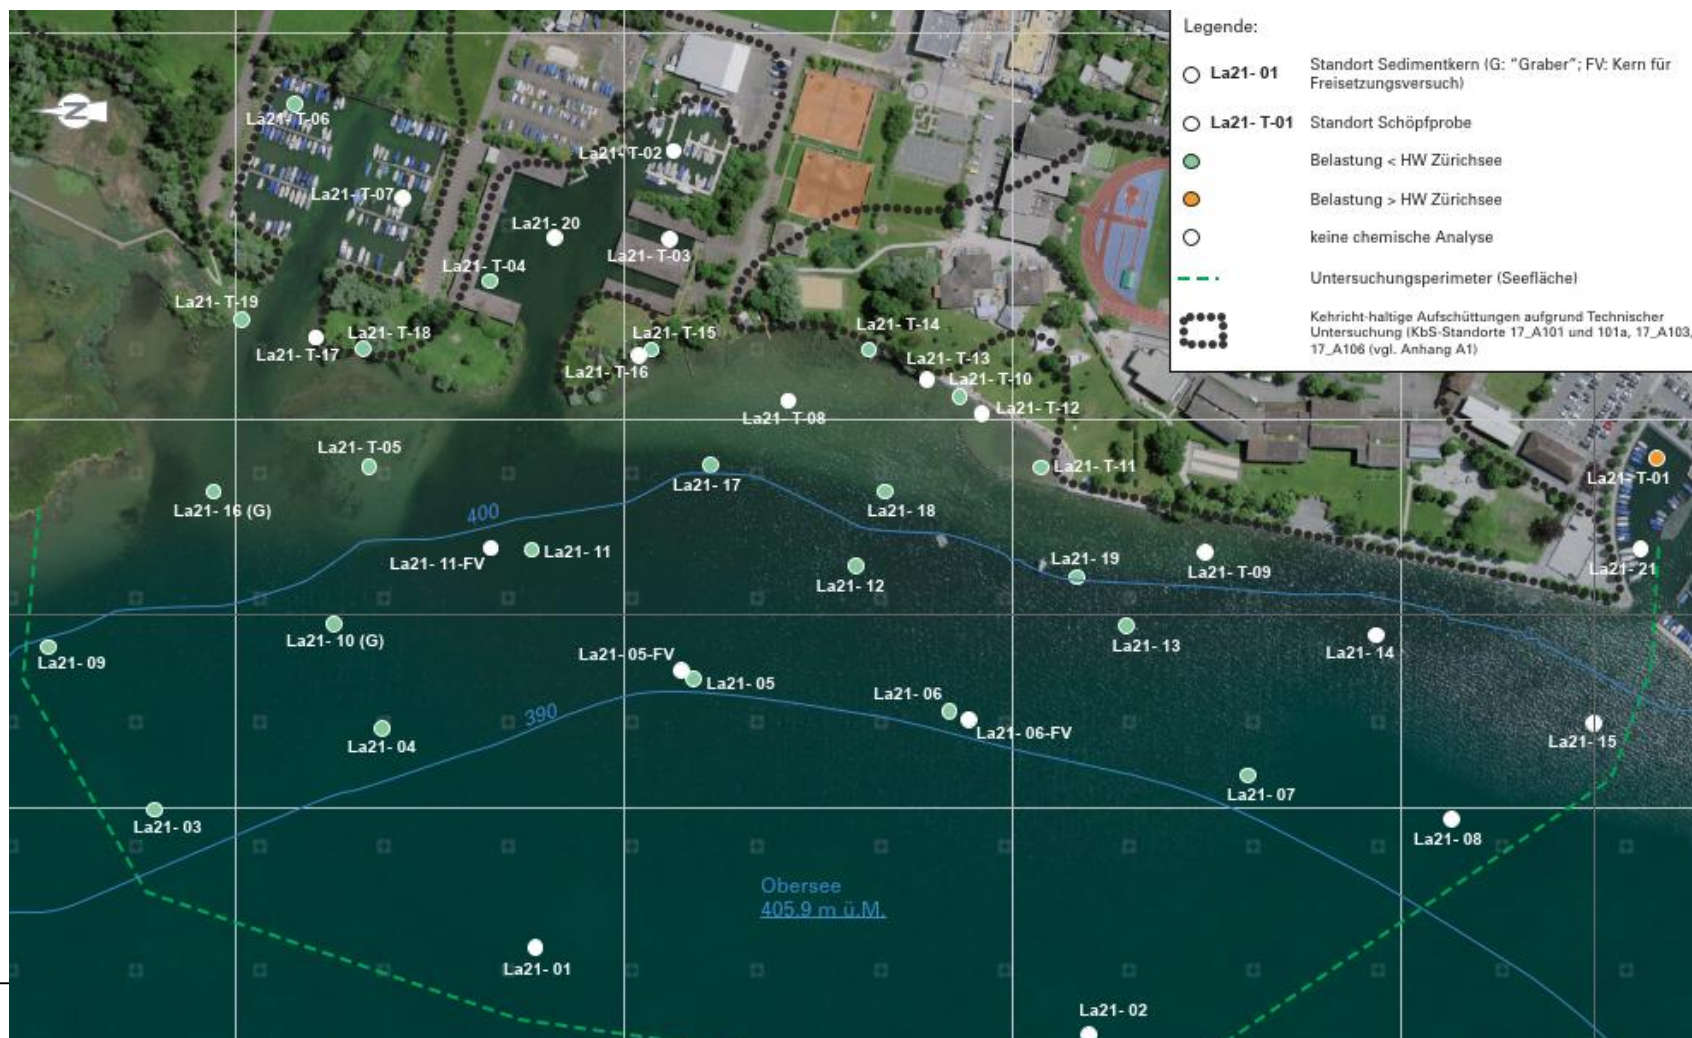 Legende:
La21- 01
Standort Sedimentkern (G: "Graber"; FV: Kern für
Freisetzungsversuch)
La21- T-01
Standort Schöpfprobe
Belastung < HW Zürichsee
Belastung > HW Zürichsee
keine chemische Analyse
Untersuchungsperimeter (Seefläche)
Kehricht-haltige Aufschüttungen aufgrund Technischer
Untersuchung (KbS-Standorte 17_A101 und 101a, 17_A103,
17_A106 (vgl. Anhang A1)
N
La21- T-06
La21- T-02
La21- T-07
La21- 20
La21- T-03
La21- T-04
La21- T-19
La21- T-18
La21- T-17
La21- T-15
La21- T-16
La21- T-14
La21- T-13
La21- T-10
La21- T-12
La21- T-08
La21- T-05
La21- T-11
La21- T-01
La21- 17
La21- 16 (G)
La21- 18
400
La21- 11
La21- 11-FV
La21- 12
La21- 19
La21- T-09
La21- 21
La21- 10 (G)
La21- 09
La21- 13
La21- 14
La21- 05-FV
La21- 05
La21- 06
La21- 06-FV
390
La21- 04
La21- 15
La21- 07
La21- 03
La21- 08
Obersee
405.9 m ü.M.
La21- 01
La21- 02